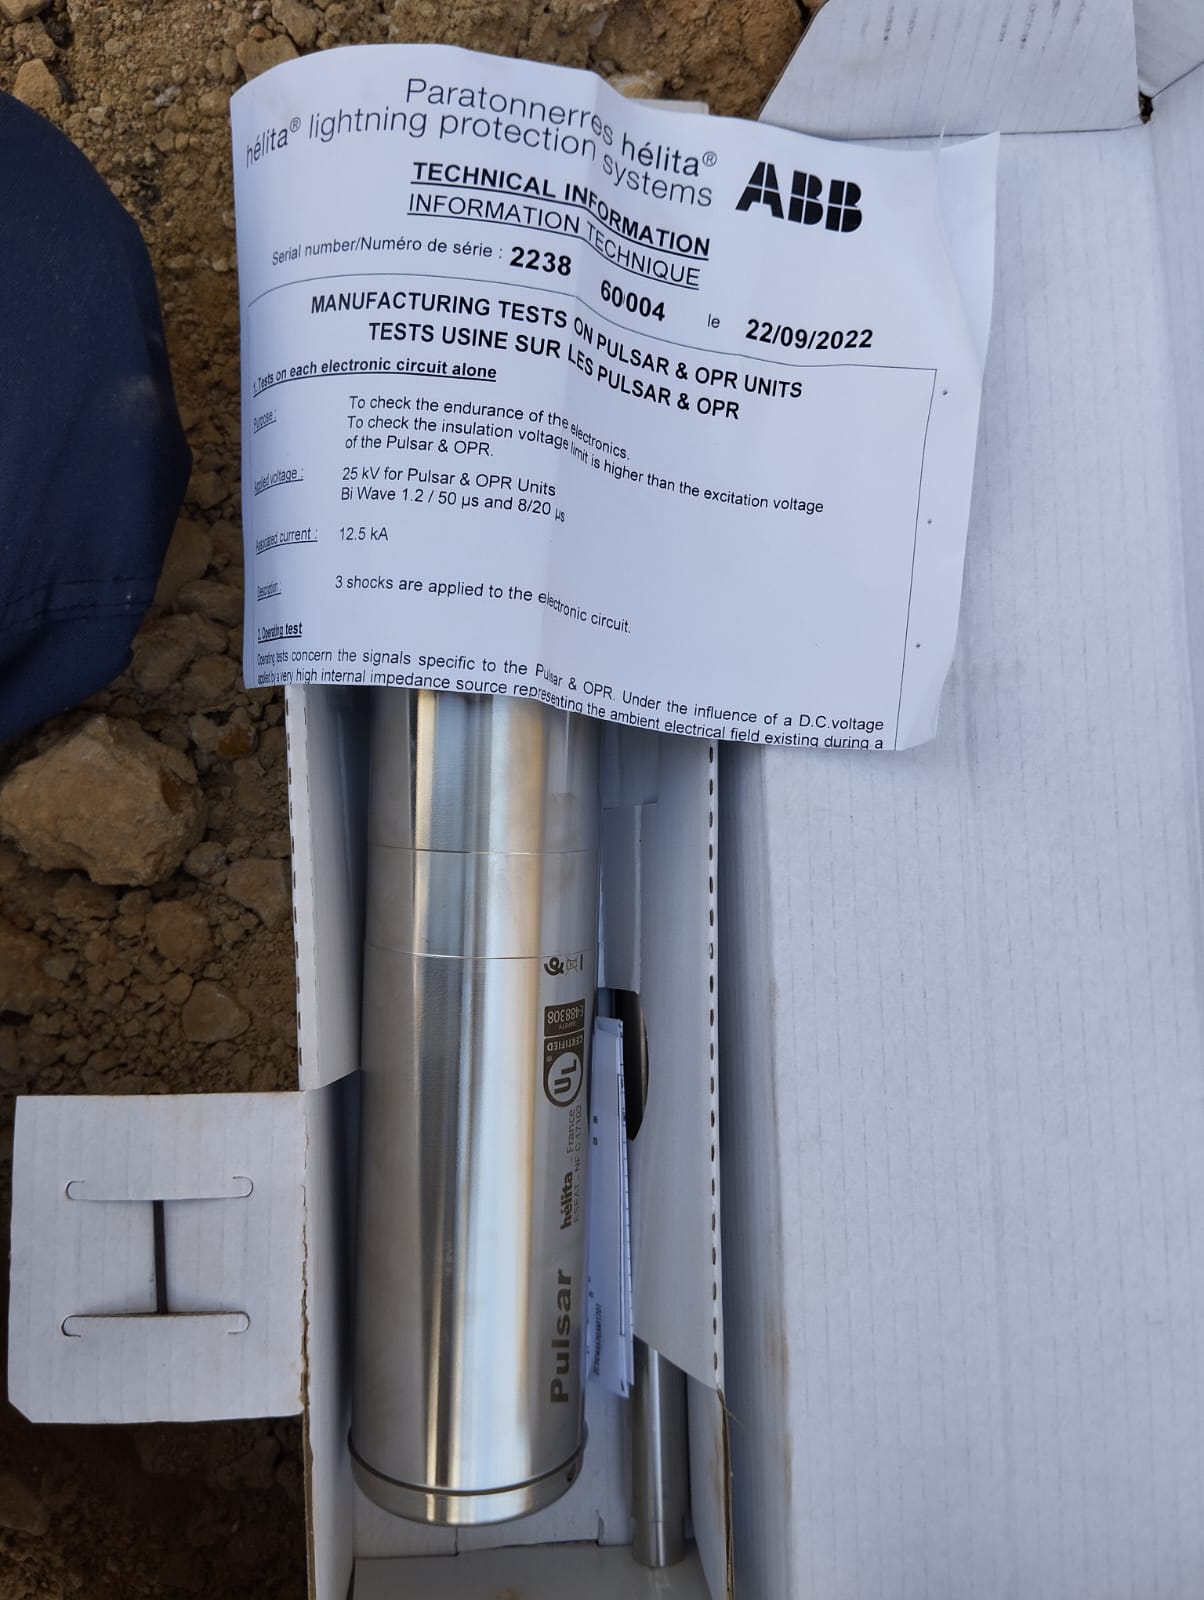 Paratonnerres hélita®
hélita® lightning protection systems
ABB
TECHNICAL INFORMATION
INFORMATION TECHNIQUE
Serial number/Numéro de série : 2238 60004 le 22/09/2022
MANUFACTURING TESTS ON PULSAR & OPR UNITS
TESTS USINE SUR LES PULSAR & OPR
1. Tests on each electronic circuit alone
Purpose : To check the endurance of the electronics.
To check the insulation voltage limit is higher than the excitation voltage
of the Pulsar & OPR.
Applied voltage : 25 kV for Pulsar & OPR Units
Bi Wave 1.2 / 50 µs and 8/20 µs
Associated current : 12.5 kA
Description : 3 shocks are applied to the electronic circuit.
2. Operating test
Operating tests concern the signals specific to the Pulsar & OPR. Under the influence of a D.C.voltage
applied by a very high internal impedance source representing the ambient electrical field existing during a
Pulsar
hélita - France
ESEAT - NF C 17102
UL
®
CERTIFIED
SAFETY
E488308